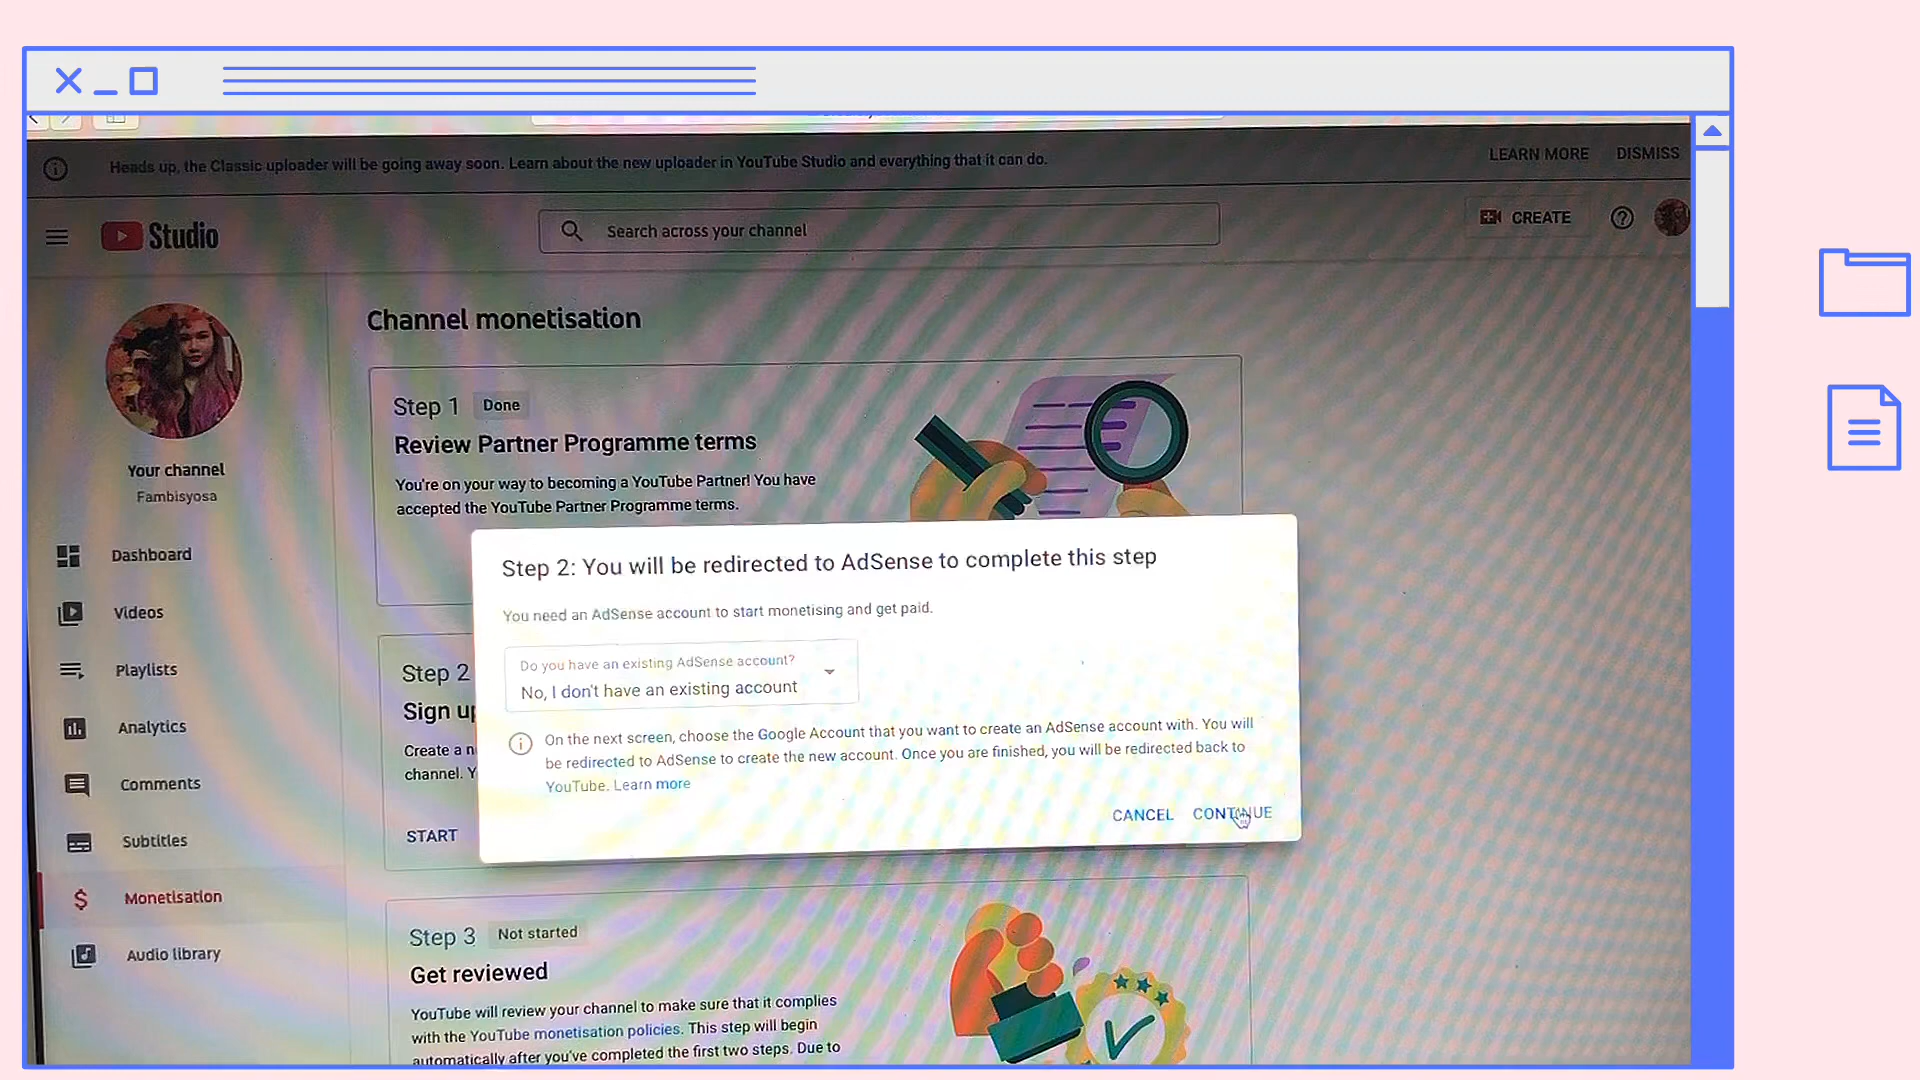 Heads up, the Classic uploader will be going away soon. Learn about the new uploader in YouTube Studio and everything that it can do.
LEARN MORE
DISMISS
Studio
Search across your channel
CREATE
Your channel
Fambisyosa
Dashboard
Videos
Playlists
Analytics
Comments
Subtitles
Monetisation
Audio library
Channel monetisation
Step 1
Done
Review Partner Programme terms
You're on your way to becoming a YouTube Partner! You have
accepted the YouTube Partner Programme terms.
Step 2: You will be redirected to AdSense to complete this step
You need an AdSense account to start monetising and get paid.
Do you have an existing AdSense account?
No, I don't have an existing account
On the next screen, choose the Google Account that you want to create an AdSense account with. You will
be redirected to AdSense to create the new account. Once you are finished, you will be redirected back to
YouTube. Learn more
CANCEL
CONTINUE
Step 2
Sign up
Create a n
channel. Y
START
Step 3
Not started
Get reviewed
YouTube will review your channel to make sure that it complies
with the YouTube monetisation policies. This step will begin
automatically after you've completed the first two steps. Due to